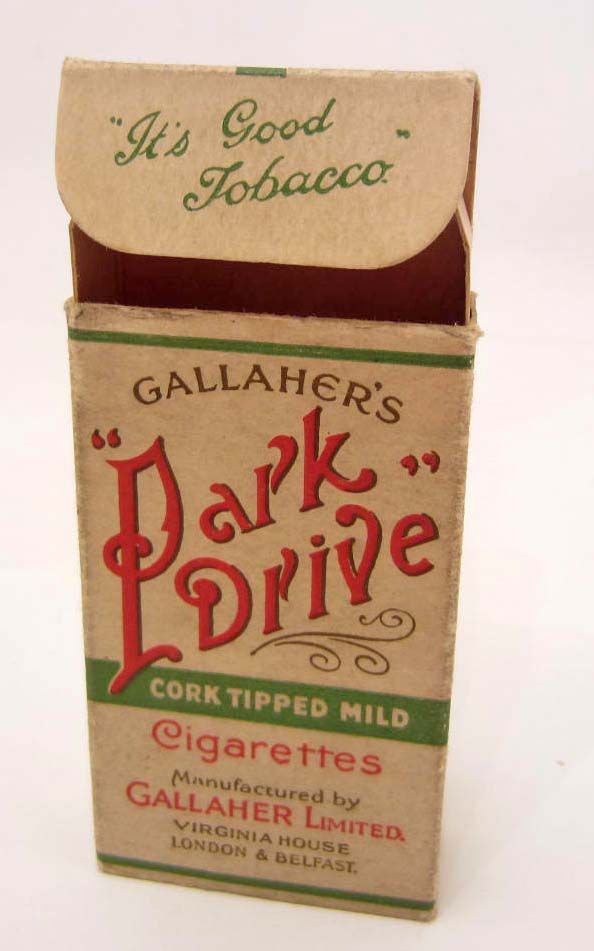 "It's Good
Tobacco."
GALLAHER'S
"Park
Drive"
CORK TIPPED MILD
Cigarettes
Manufactured by
GALLAHER LIMITED.
VIRGINIA HOUSE
LONDON & BELFAST.